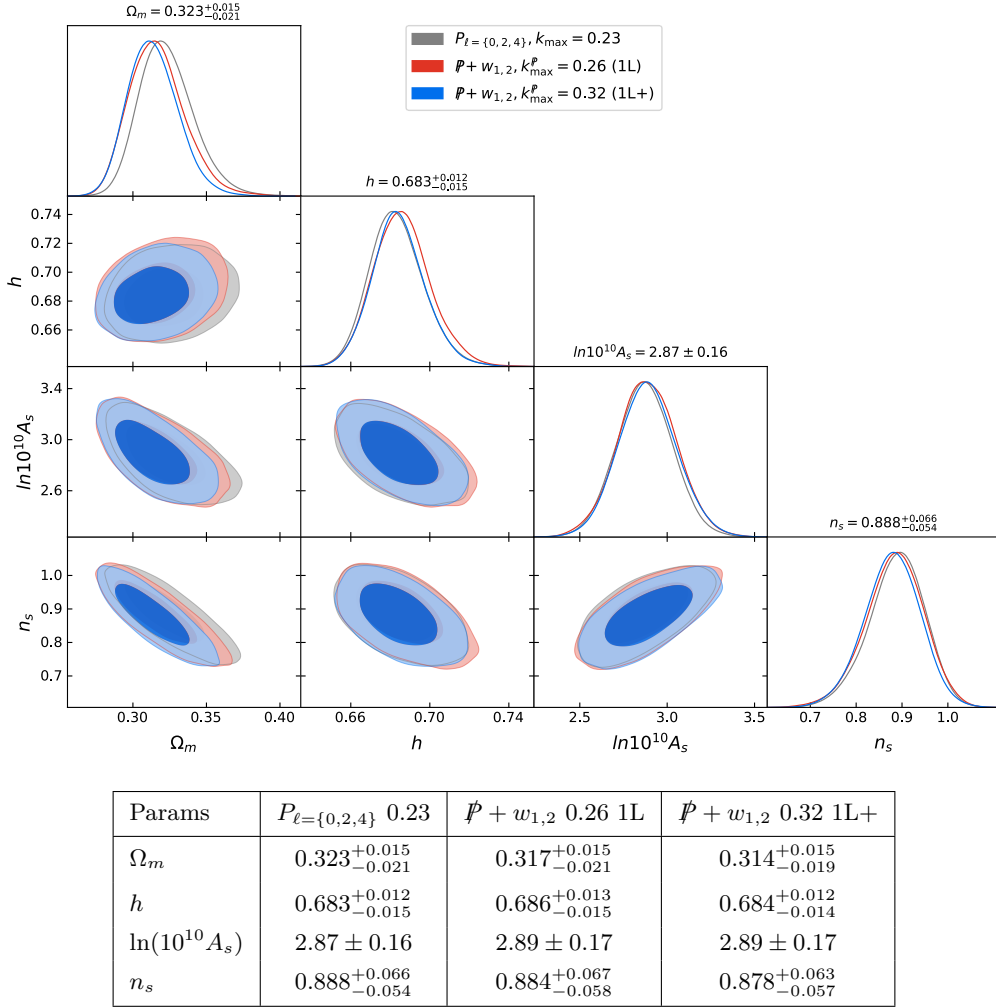 Ω_m = 0.323^{+0.015}_{-0.021}
P_{ℓ={0,2,4}}, k_max = 0.23
P̸ + w_{1,2}, k^{P̸}_max = 0.26 (1L)
P̸ + w_{1,2}, k^{P̸}_max = 0.32 (1L+)
h = 0.683^{+0.012}_{-0.015}
0.74
0.70
0.66
h
ln10^{10}A_s = 2.87 ± 0.16
3.4
3.0
2.6
ln10^{10}A_s
n_s = 0.888^{+0.066}_{-0.054}
1.0
0.9
0.8
0.7
n_s
0.30 0.35 0.40
0.66 0.70 0.74
2.5 3.0 3.5
0.7 0.8 0.9 1.0
Ω_m h ln10^{10}A_s n_s
Params P_{ℓ={0,2,4}} 0.23 P̸ + w_{1,2} 0.26 1L P̸ + w_{1,2} 0.32 1L+
Ω_m 0.323^{+0.015}_{-0.021} 0.317^{+0.015}_{-0.021} 0.314^{+0.015}_{-0.019}
h 0.683^{+0.012}_{-0.015} 0.686^{+0.013}_{-0.015} 0.684^{+0.012}_{-0.014}
ln(10^{10}A_s) 2.87 ± 0.16 2.89 ± 0.17 2.89 ± 0.17
n_s 0.888^{+0.066}_{-0.054} 0.884^{+0.067}_{-0.058} 0.878^{+0.063}_{-0.057}